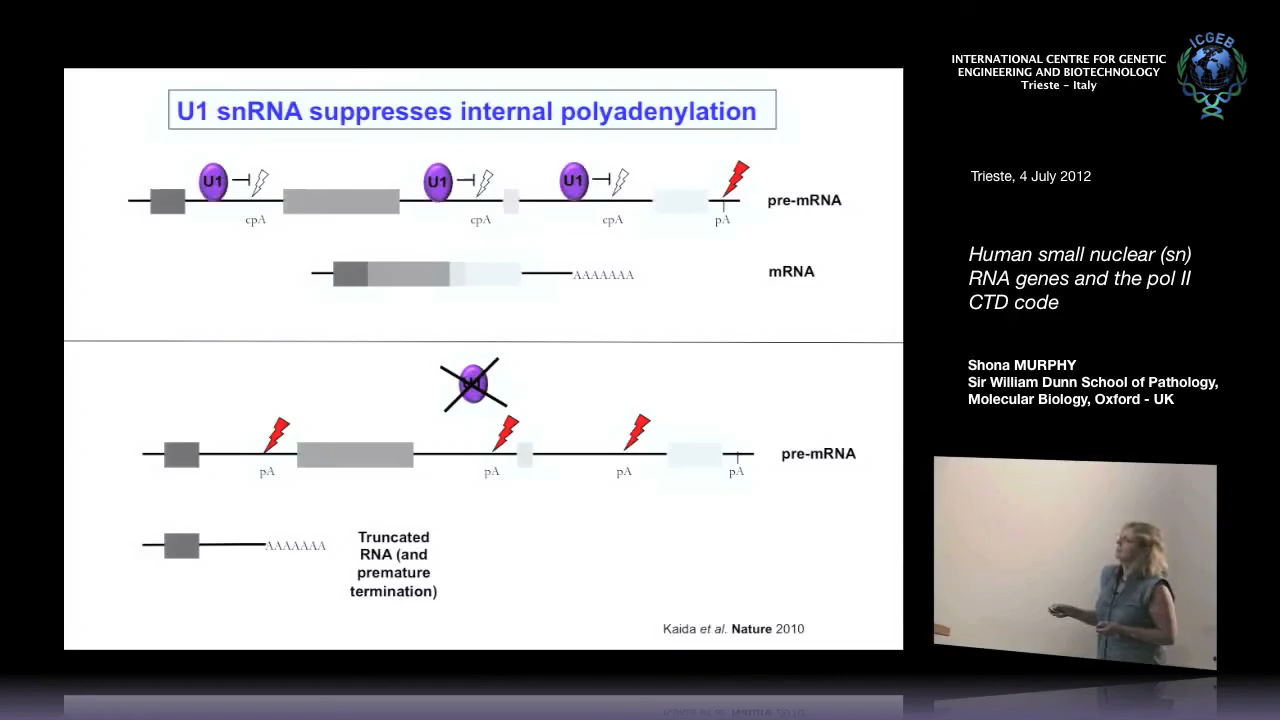 U1 snRNA suppresses internal polyadenylation
U1 U1 U1
cpA cpA cpA pA
pre-mRNA
AAAAAAA
mRNA
U1
pA pA pA pA
pre-mRNA
AAAAAAA
Truncated
RNA (and
premature
termination)
Kaida et al. Nature 2010
ICGEB
INTERNATIONAL CENTRE FOR GENETIC
ENGINEERING AND BIOTECHNOLOGY
Trieste - Italy
Trieste, 4 July 2012
Human small nuclear (sn)
RNA genes and the pol II
CTD code
Shona MURPHY
Sir William Dunn School of Pathology,
Molecular Biology, Oxford - UK